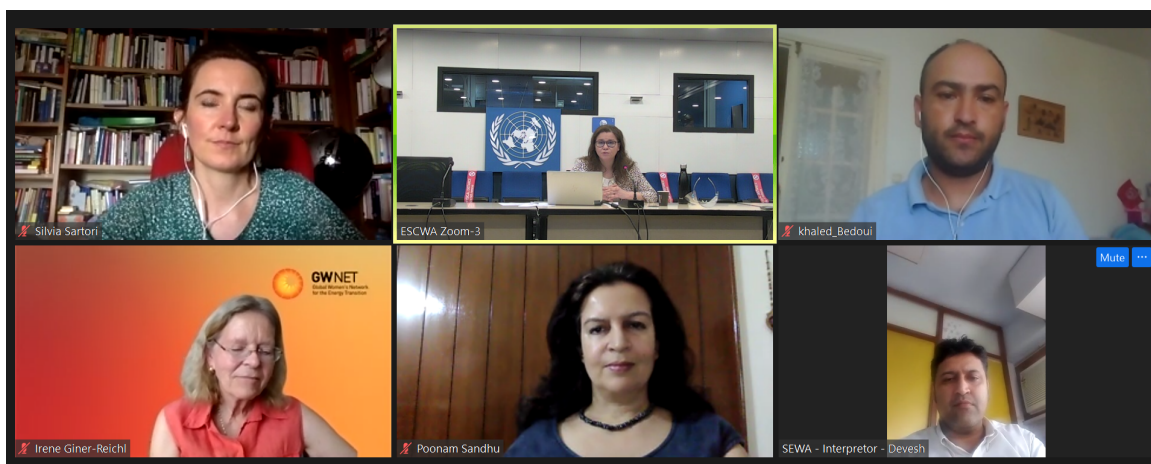 Silvia Sartori
ESCWA Zoom-3
khaled_Bedoui
Mute
GWNET
Global Women's Network
for the Energy Transition
Irene Giner-Reichl
Poonam Sandhu
SEWA - Interpretor - Devesh